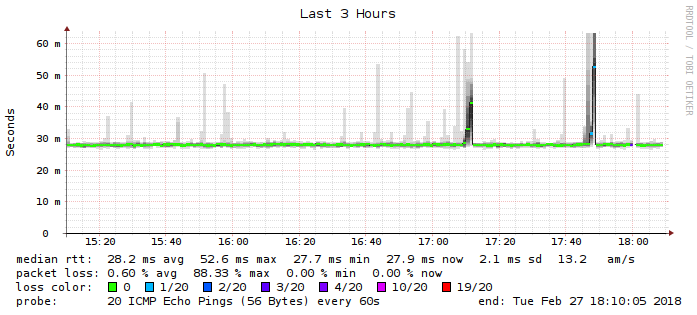 Last 3 Hours
RRDTOOL / TOBI OETIKER
Seconds
60 m
50 m
40 m
30 m
20 m
10 m
0
15:20 15:40 16:00 16:20 16:40 17:00 17:20 17:40 18:00
median rtt: 28.2 ms avg 52.6 ms max 27.7 ms min 27.9 ms now 2.1 ms sd 13.2 am/s
packet loss: 0.60 % avg 88.33 % max 0.00 % min 0.00 % now
loss color: 0 1/20 2/20 3/20 4/20 10/20 19/20
probe: 20 ICMP Echo Pings (56 Bytes) every 60s end: Tue Feb 27 18:10:05 2018